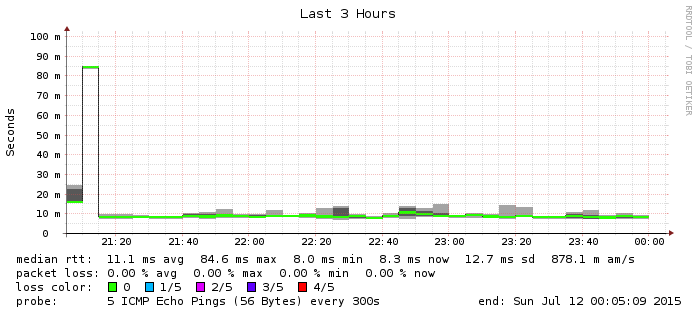 Last 3 Hours
RRDTOOL / TOBI OETIKER
Seconds
100 m
90 m
80 m
70 m
60 m
50 m
40 m
30 m
20 m
10 m
0
21:20 21:40 22:00 22:20 22:40 23:00 23:20 23:40 00:00
median rtt: 11.1 ms avg 84.6 ms max 8.0 ms min 8.3 ms now 12.7 ms sd 878.1 m am/s
packet loss: 0.00 % avg 0.00 % max 0.00 % min 0.00 % now
loss color: 0 1/5 2/5 3/5 4/5
probe: 5 ICMP Echo Pings (56 Bytes) every 300s end: Sun Jul 12 00:05:09 2015